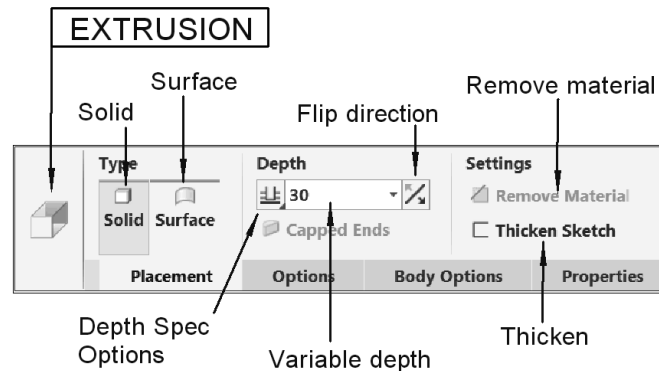 EXTRUSION
Surface
Remove material
Solid
Flip direction
Type
Depth
Settings
30
Remove Material
Solid
Surface
Capped Ends
Thicken Sketch
Placement
Options
Body Options
Properties
Depth Spec
Options
Variable depth
Thicken